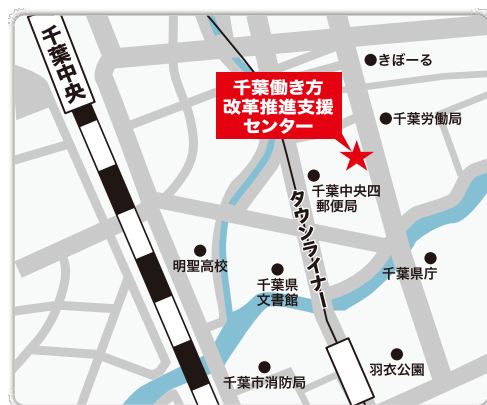 千葉中央
きぼーる
千葉働き方
改革推進支援
センター
千葉労働局
千葉中央四
郵便局
タウンライナー
明聖高校
千葉県
文書館
千葉県庁
羽衣公園
千葉市消防局